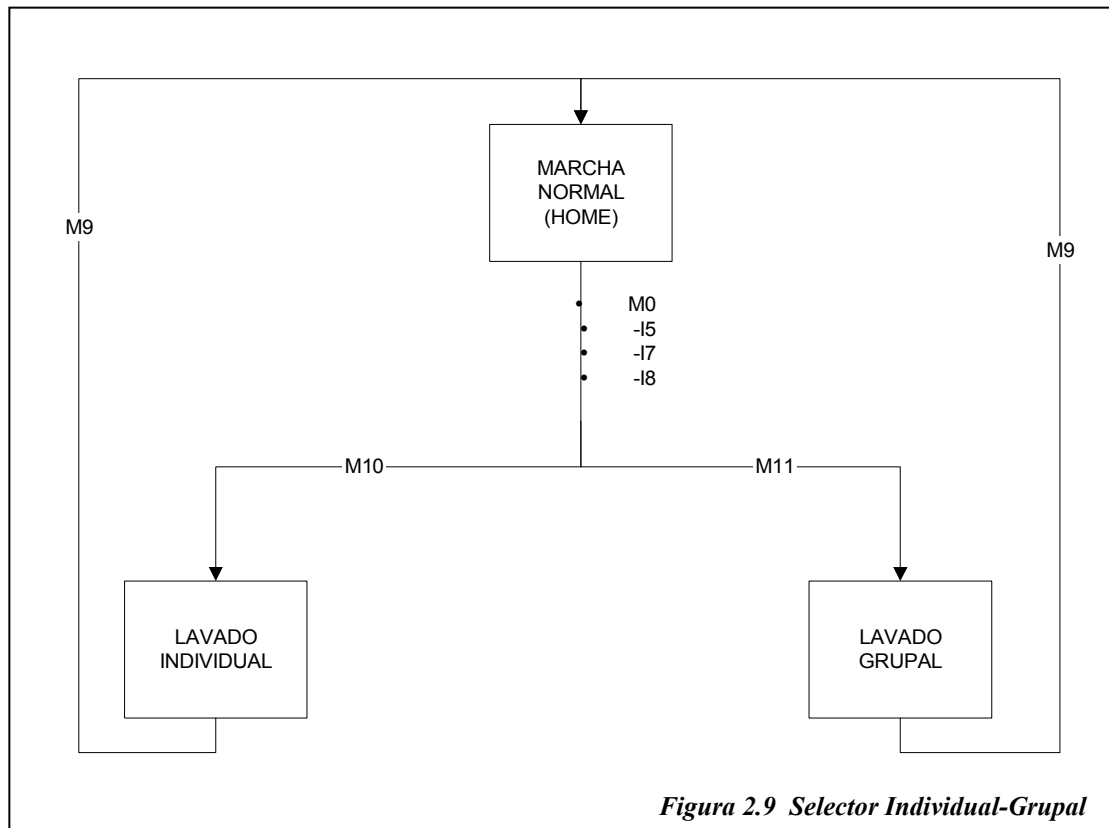 MARCHA
NORMAL
(HOME)
M9
M9
M0
-I5
-I7
-I8
M10
M11
LAVADO
INDIVIDUAL
LAVADO
GRUPAL
Figura 2.9 Selector Individual-Grupal